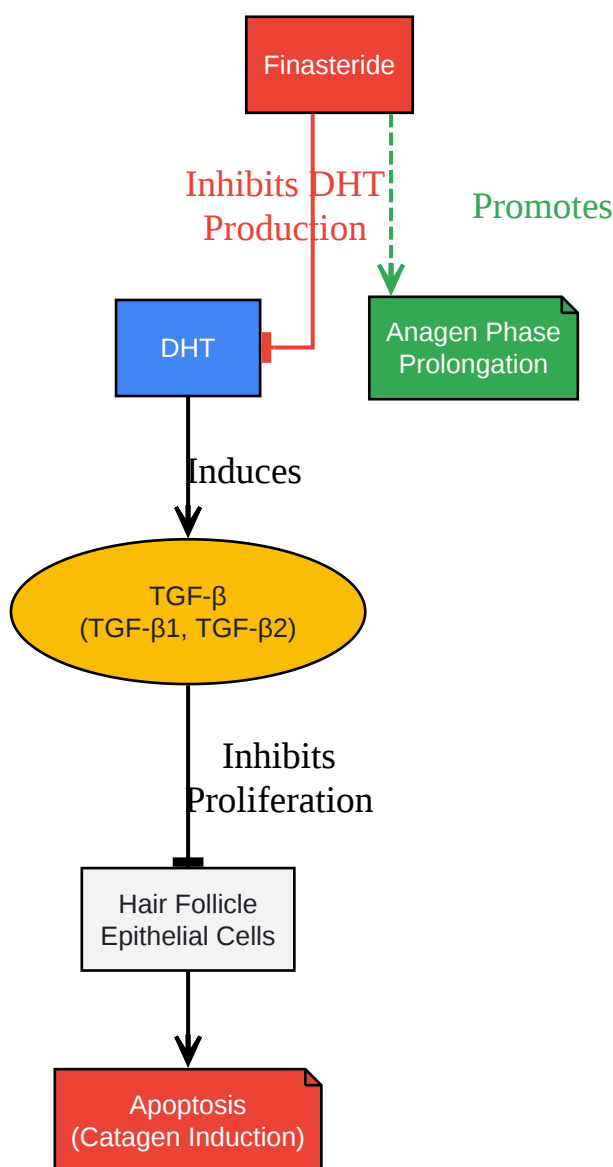 Finasteride
Inhibits DHT
Production
Promotes
DHT
Anagen Phase
Prolongation
Induces
TGF-β
(TGF-β1, TGF-β2)
Inhibits
Proliferation
Hair Follicle
Epithelial Cells
Apoptosis
(Catagen Induction)